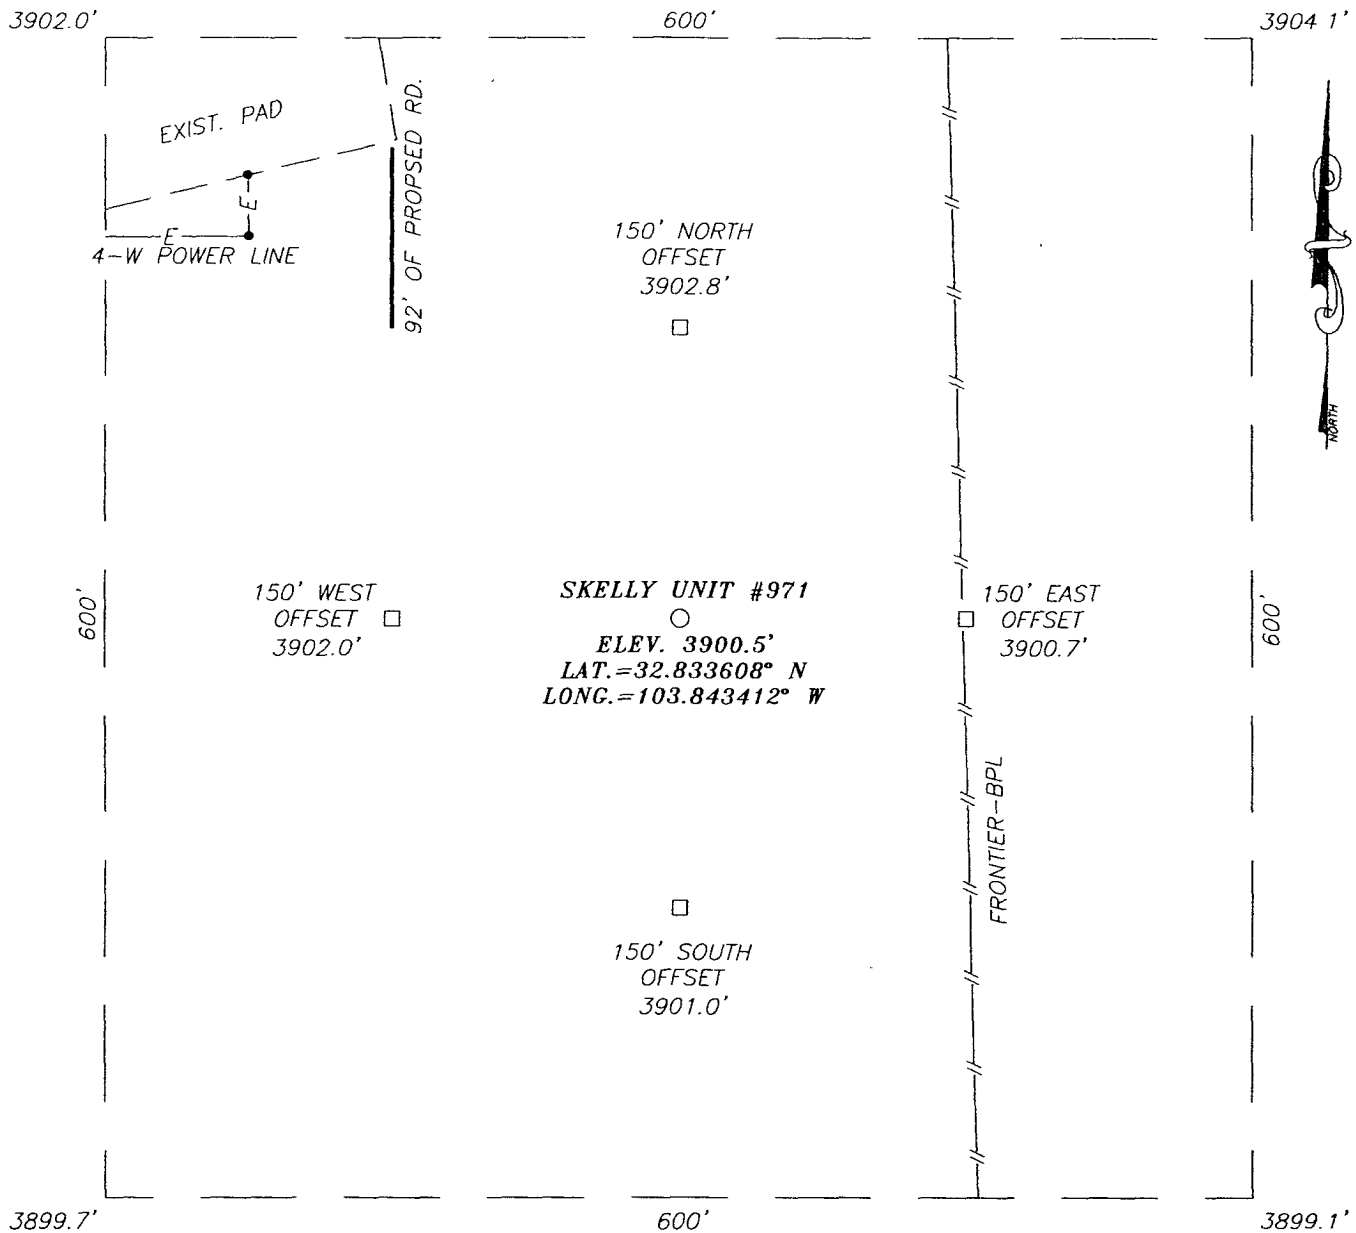 3902.0'
600'
3904 1'
EXIST. PAD
92' OF PROPSED RD.
E
E
4-W POWER LINE
150' NORTH
OFFSET
3902.8'
NORTH
600'
150' WEST
OFFSET
3902.0'
SKELLY UNIT #971
ELEV. 3900.5'
LAT.=32.833608° N
LONG.=103.843412° W
150' EAST
OFFSET
3900.7'
600'
FRONTIER-BPL
150' SOUTH
OFFSET
3901.0'
3899.7'
600'
3899.1'